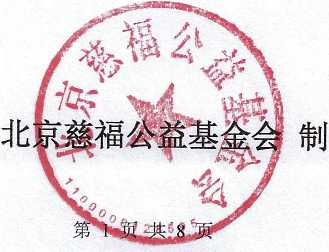 北京慈福公益基金会
北京慈福公益基金会 制
第 1 页 共 8 页